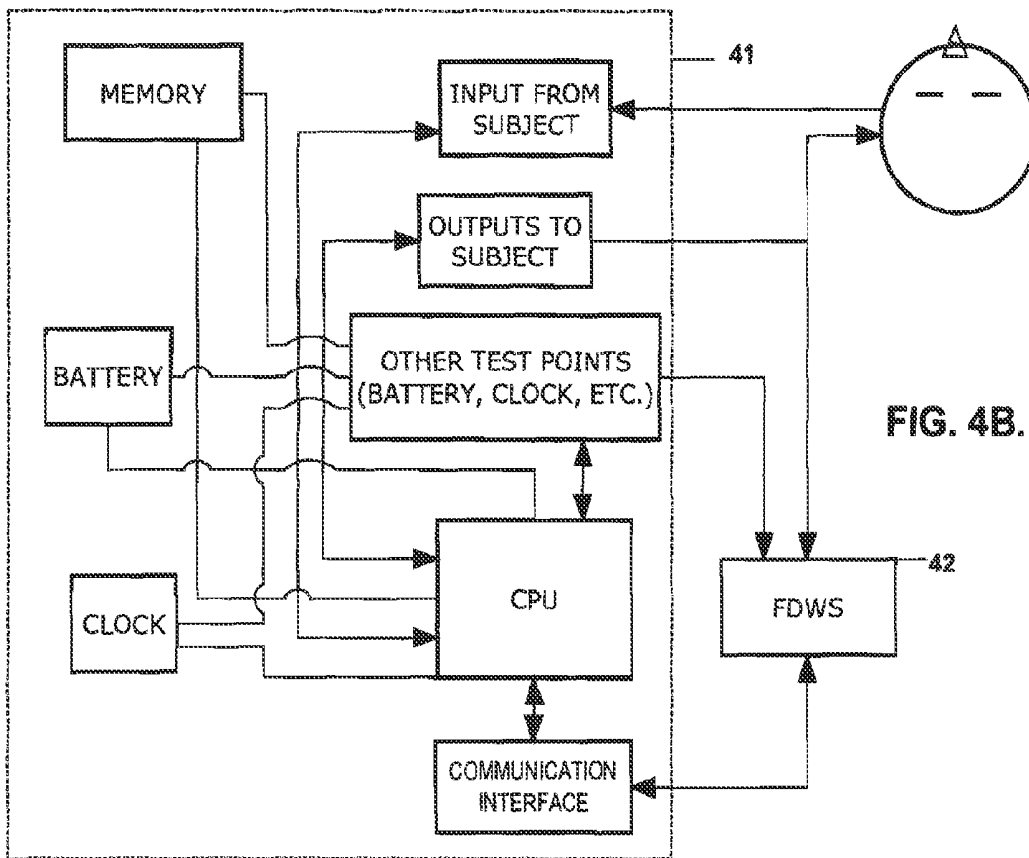 MEMORY
INPUT FROM
SUBJECT
41
OUTPUTS TO
SUBJECT
BATTERY
OTHER TEST POINTS
(BATTERY, CLOCK, ETC.)
FIG. 4B.
CLOCK
CPU
42
FDWS
COMMUNICATION
INTERFACE